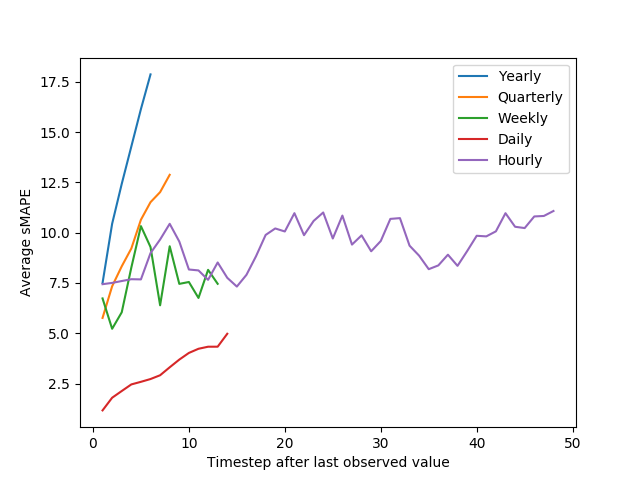 17.5
15.0
12.5
10.0
7.5
5.0
2.5
Average sMAPE
Yearly
Quarterly
Weekly
Daily
Hourly
0 10 20 30 40 50
Timestep after last observed value